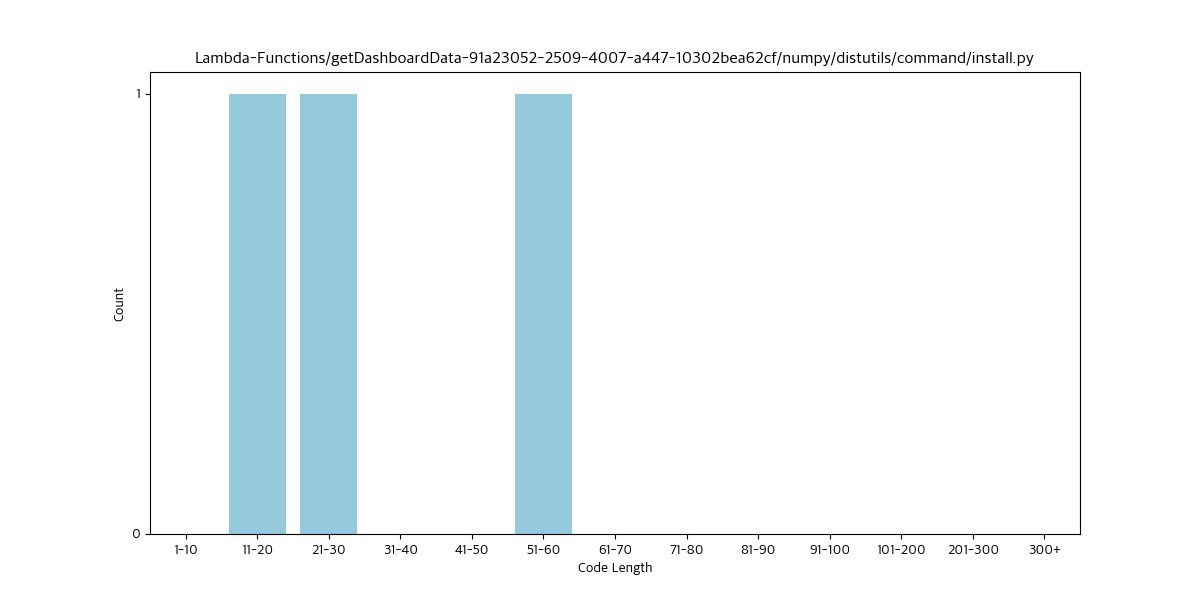 Lambda-Functions/getDashboardData-91a23052-2509-4007-a447-10302bea62cf/numpy/distutils/command/install.py
1
Count
0
1-10 11-20 21-30 31-40 41-50 51-60 61-70 71-80 81-90 91-100 101-200 201-300 300+
Code Length